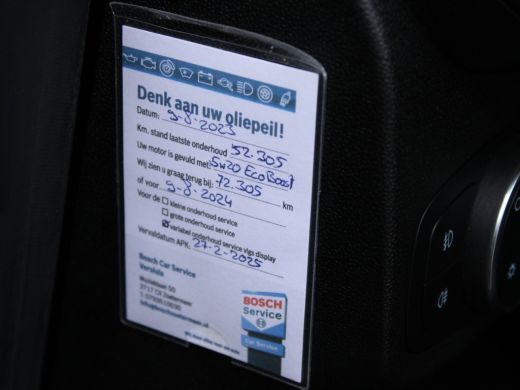 Denk aan uw oliepeil!
Datum: 9-8-2023
Km. stand laatste onderhoud 52.305
Uw motor is gevuld met: 5W20 EcoBoost
Wij zien u graag terug bij: 72.305 km
of voor 9-8-2024
Voor de kleine onderhoud service
grote onderhoud service
variabel onderhoud service vlgs display
Vervaldatum APK: 27-2-2025
Bosch Car Service
Versluis
BOSCH
Service
Car Service